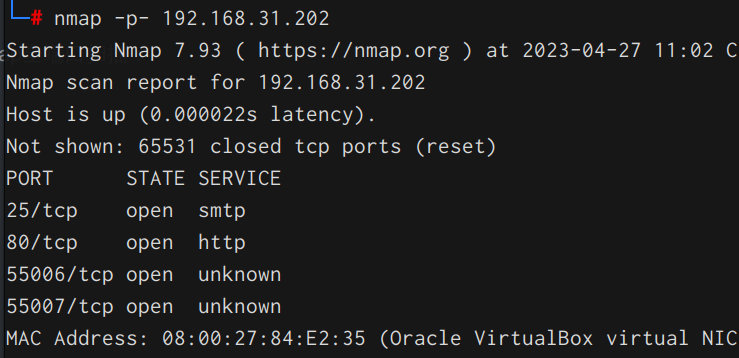 # nmap -p- 192.168.31.202
Starting Nmap 7.93 ( https://nmap.org ) at 2023-04-27 11:02 C
Nmap scan report for 192.168.31.202
Host is up (0.000022s latency).
Not shown: 65531 closed tcp ports (reset)
PORT      STATE SERVICE
25/tcp    open  smtp
80/tcp    open  http
55006/tcp open  unknown
55007/tcp open  unknown
MAC Address: 08:00:27:84:E2:35 (Oracle VirtualBox virtual NIC